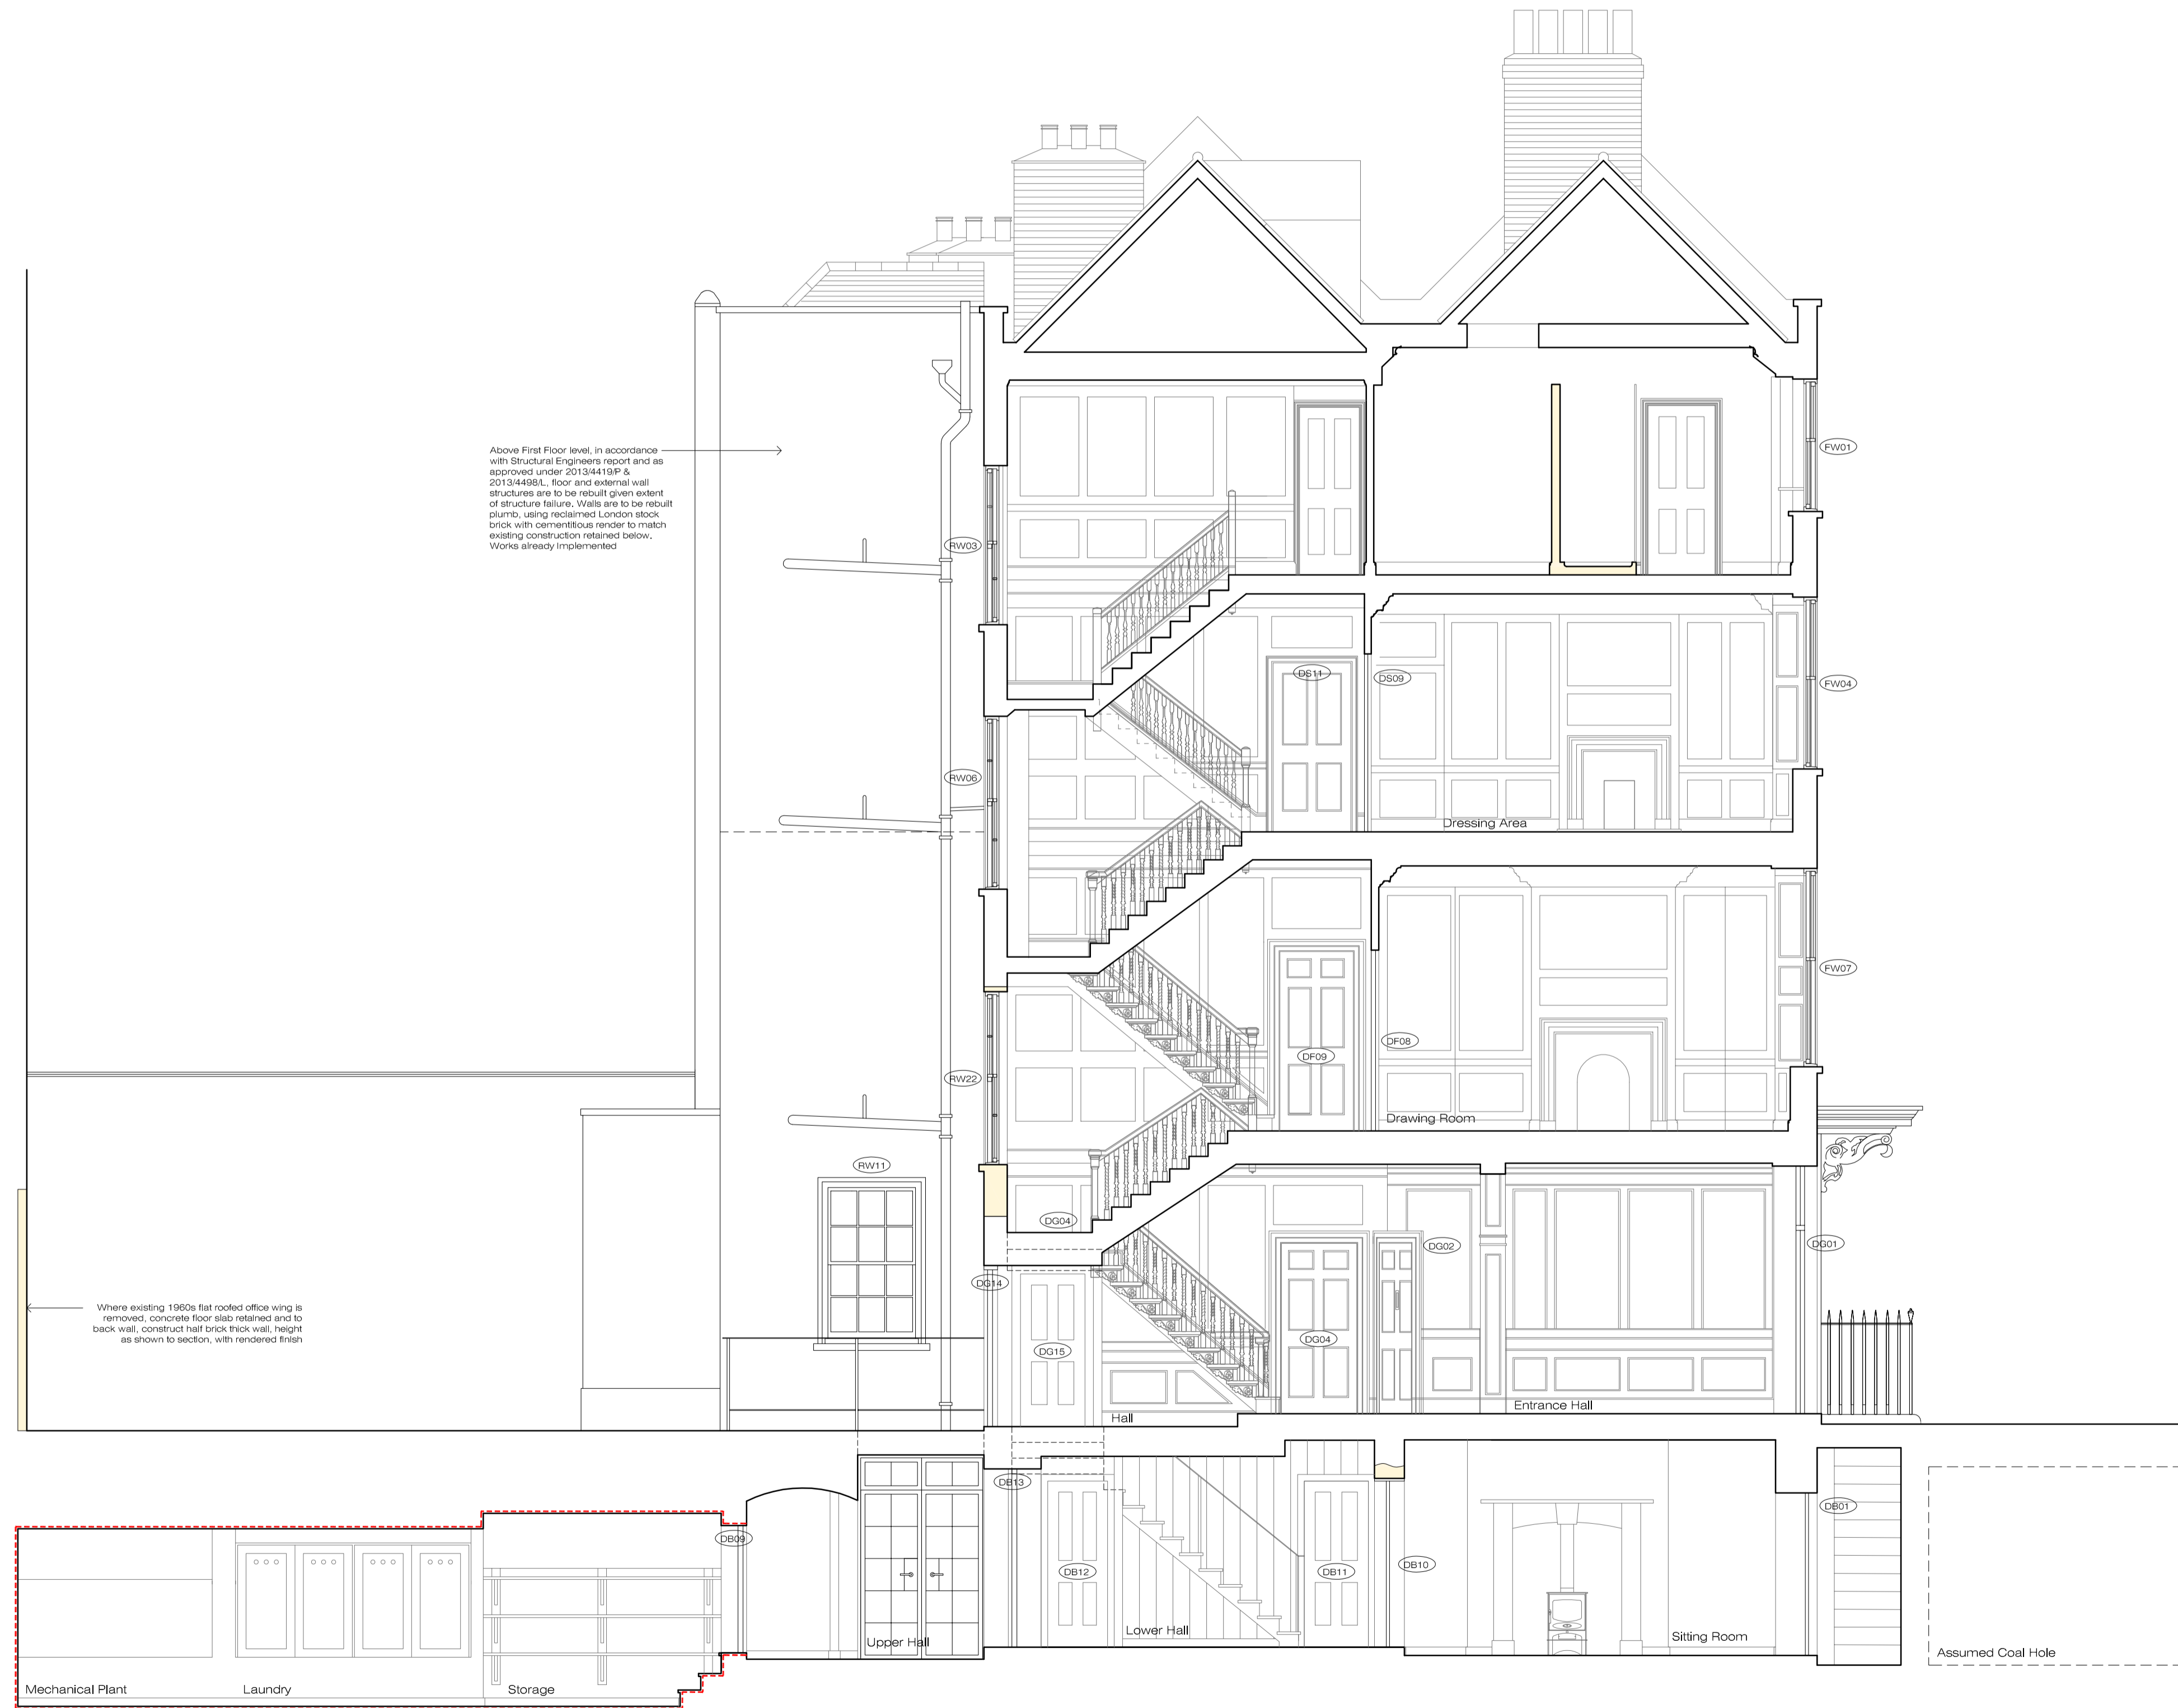 Above First Floor level, in accordance
with Structural Engineers report and as
approved under 2013/4419/P &
2013/4498/L, floor and external wall
structures are to be rebuilt given extent
of structure failure. Walls are to be rebuilt
plumb, using reclaimed London stock
brick with cementitious render to match
existing construction retained below.
Works already Implemented
FW01
RW03
DS11
DS09
FW04
RW06
Dressing Area
FW07
DF08
DF09
RW22
Drawing Room
RW11
DG04
DG02
DG01
DG14
Where existing 1960s flat roofed office wing is
removed, concrete floor slab retained and to
back wall, construct half brick thick wall, height
as shown to section, with rendered finish
DG15
DG04
Entrance Hall
Hall
DB13
DB01
DB09
DB12
DB11
DB10
Upper Hall
Lower Hall
Sitting Room
Assumed Coal Hole
Mechanical Plant
Laundry
Storage